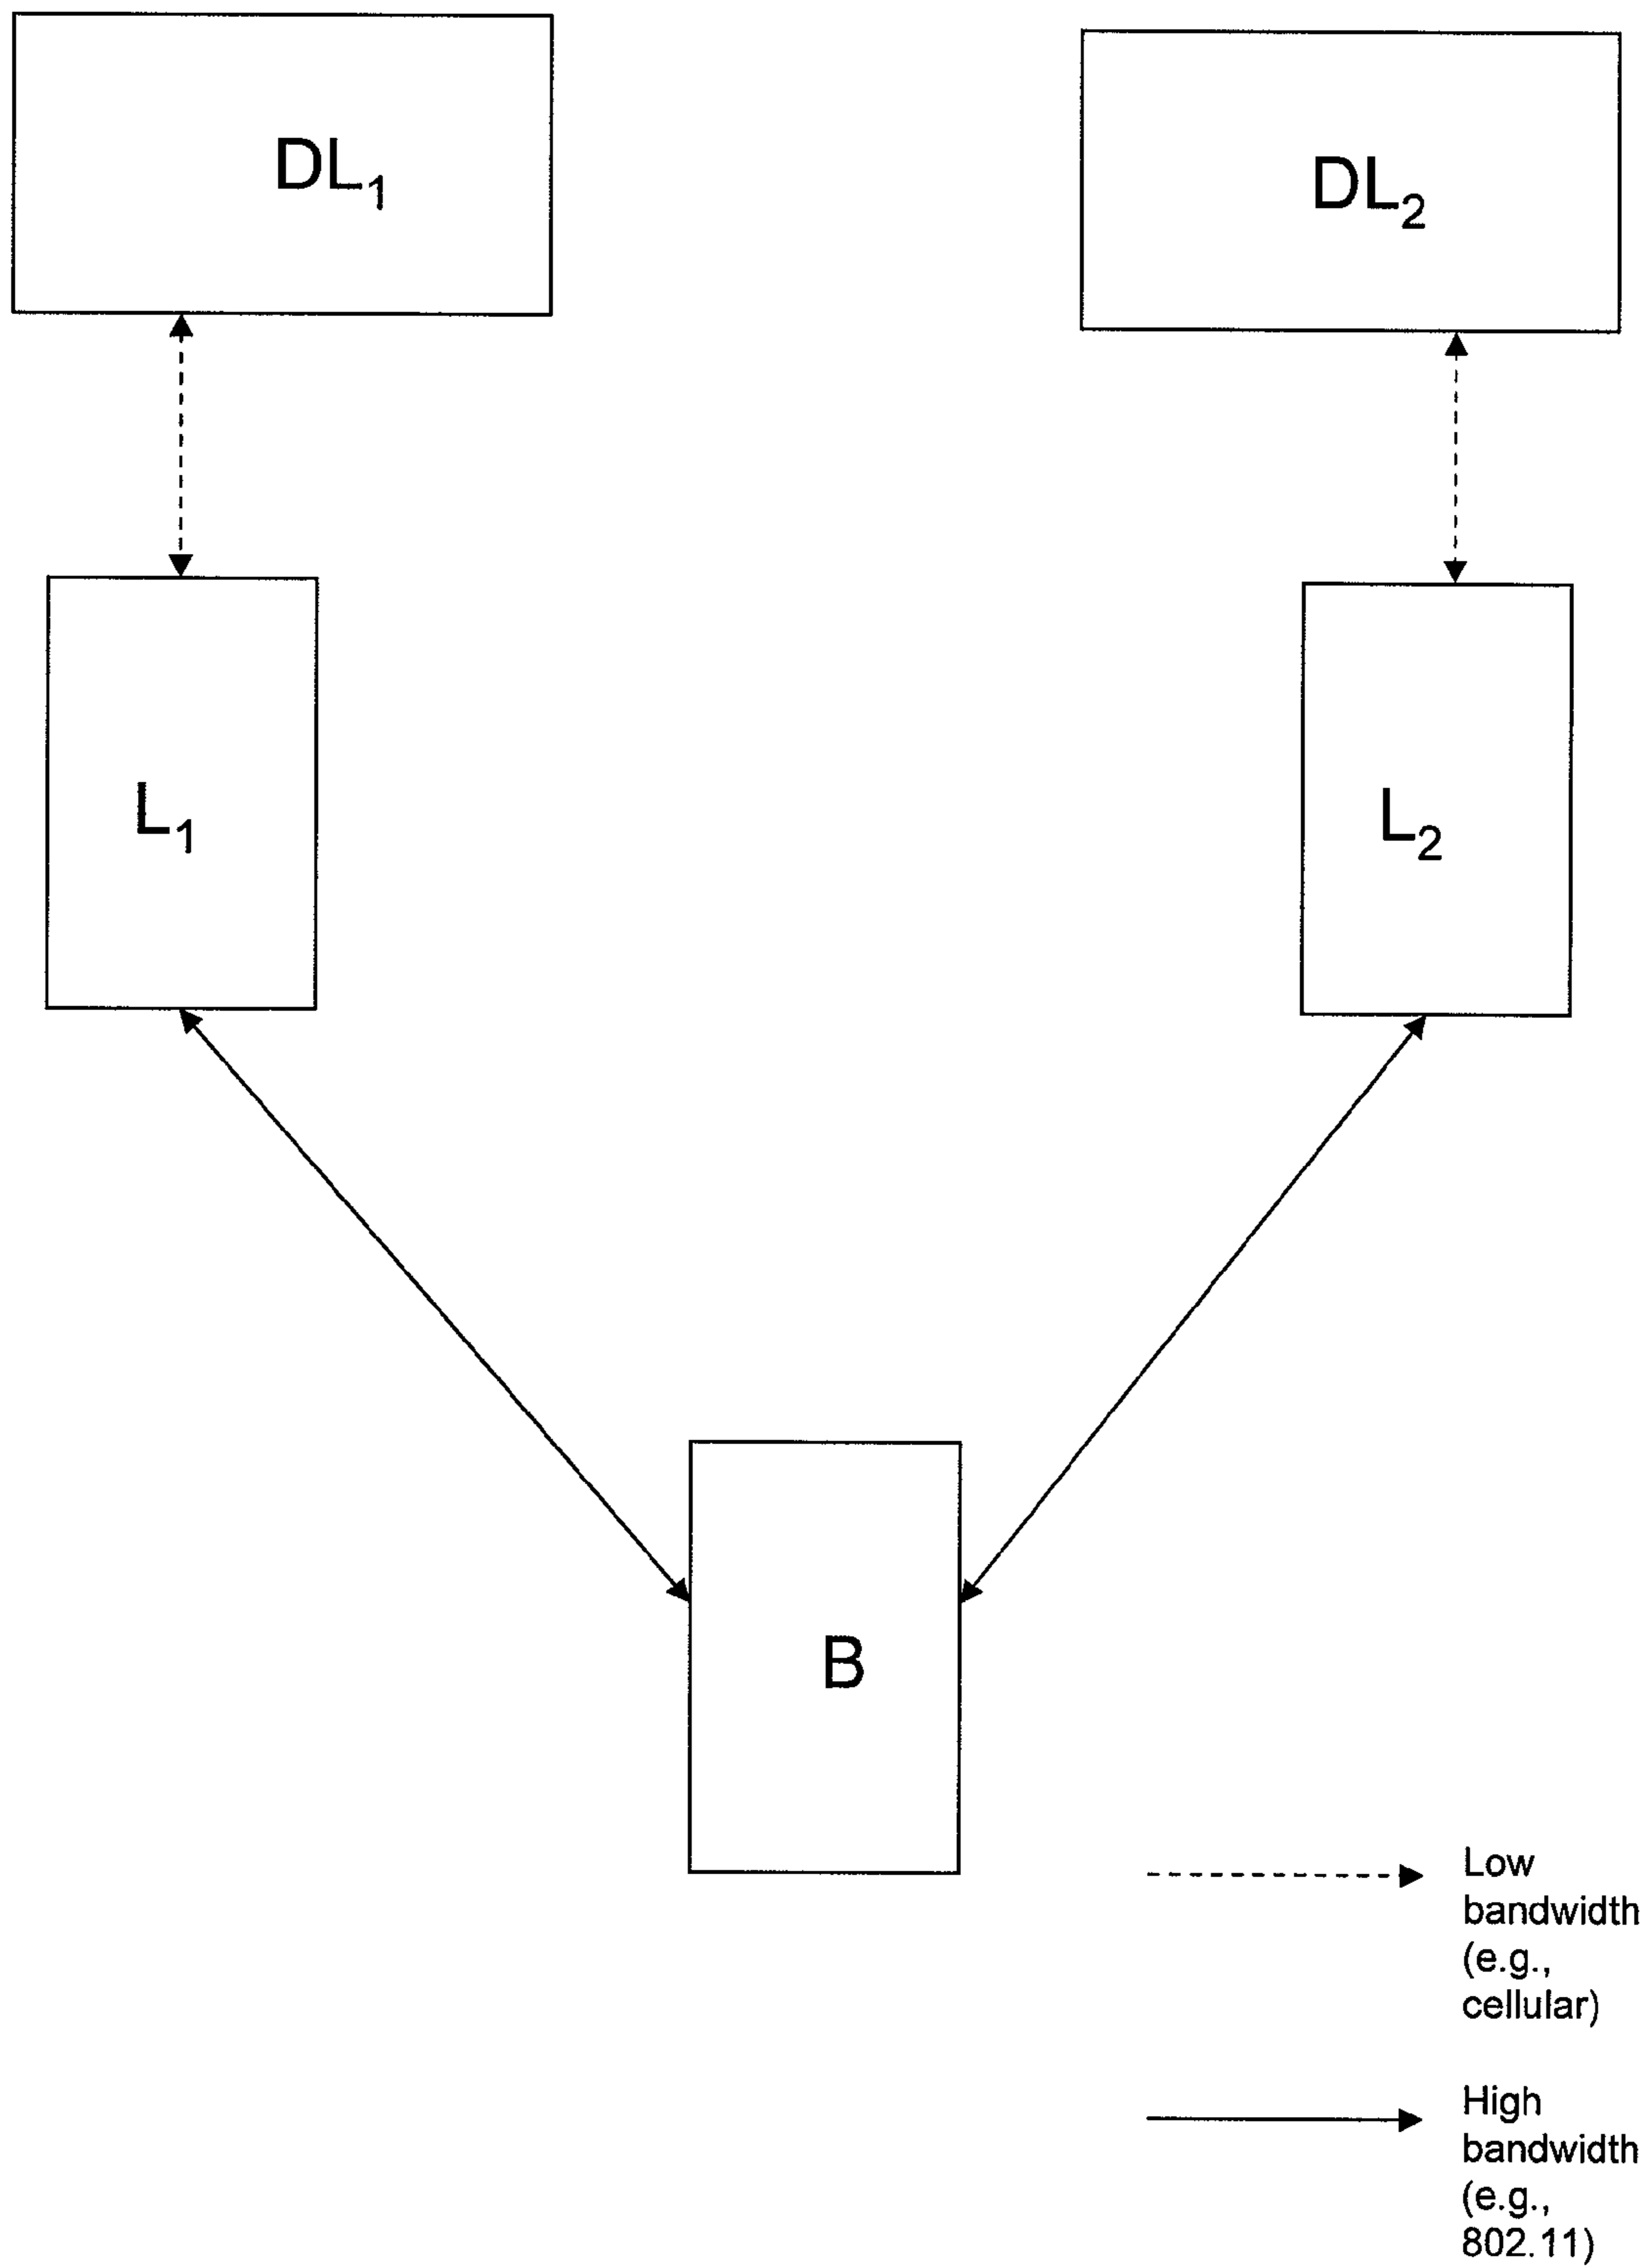 DL₁
DL₂
L₁
L₂
B
Low
bandwidth
(e.g.,
cellular)
High
bandwidth
(e.g.,
802.11)